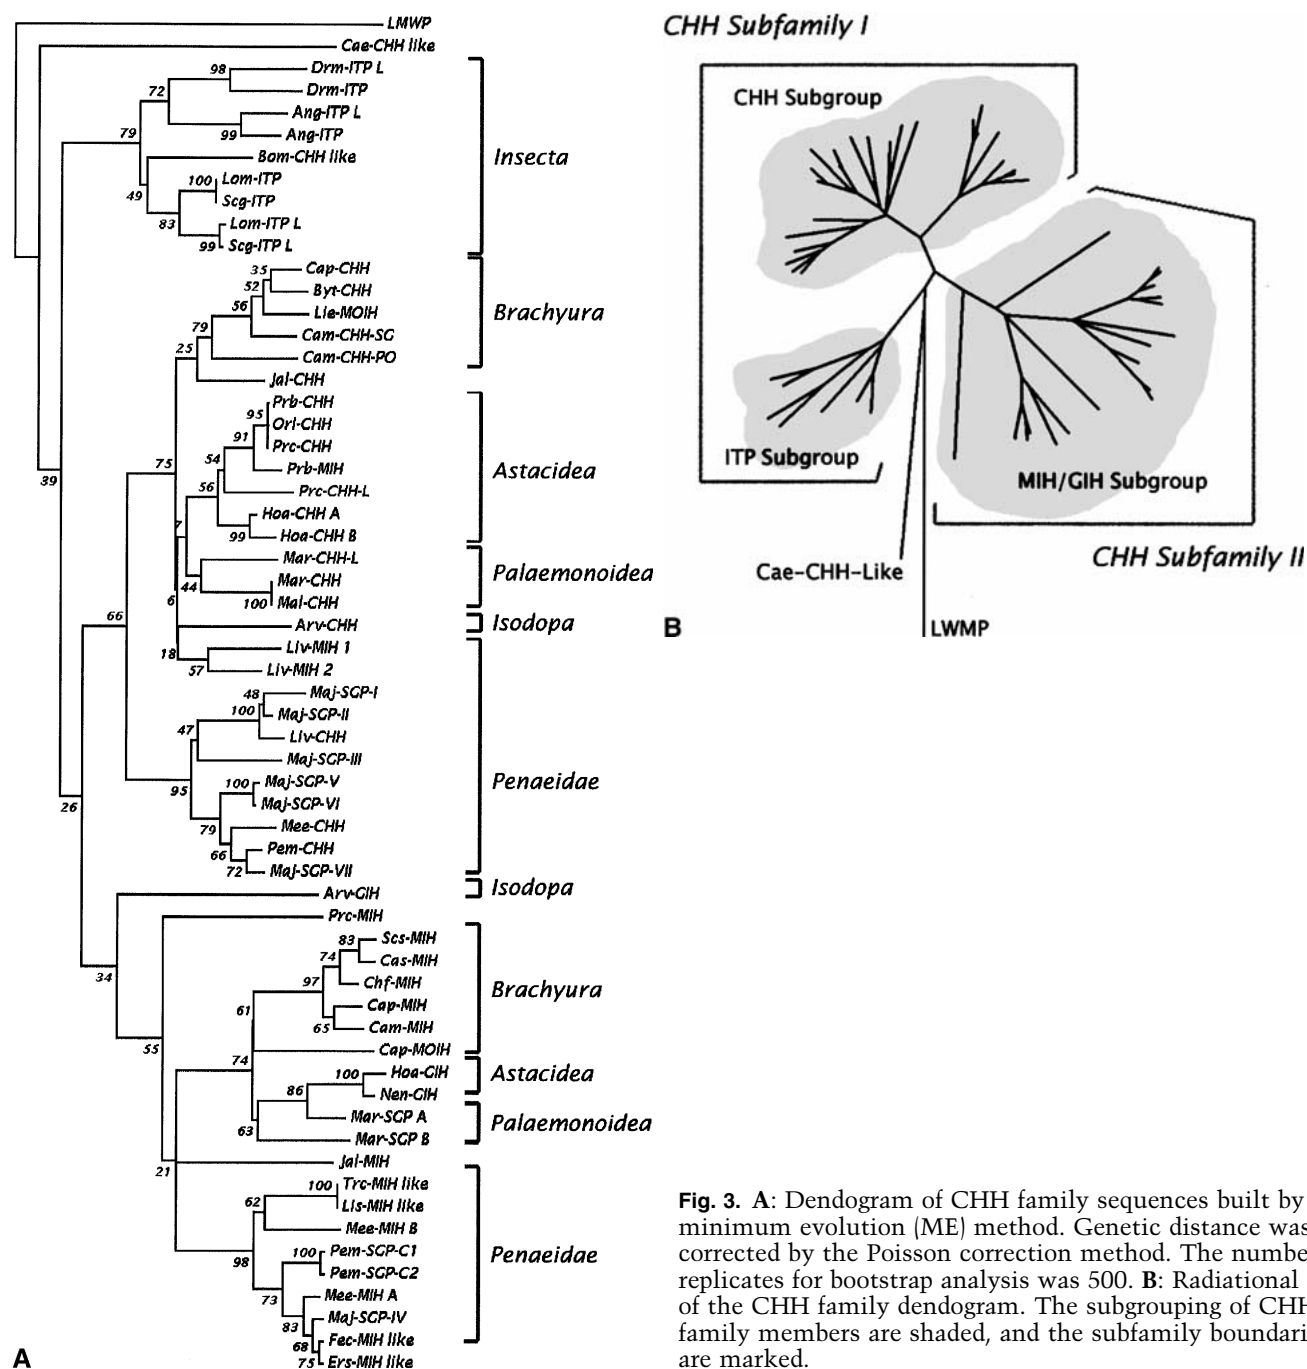 LMWP
Cae-CHH like
98
Drm-ITP L
Drm-ITP
72
Ang-ITP L
79
99
Ang-ITP
Bom-CHH like
Insecta
100
Lom-ITP
49
Scg-ITP
83
Lom-ITP L
99
Scg-ITP L
35
Cap-CHH
52
Byt-CHH
56
Lie-MOIH
Brachyura
79
Cam-CHH-SG
25
Cam-CHH-PO
Jal-CHH
Prb-CHH
95
Orl-CHH
91
Prc-CHH
75
54
Prb-MIH
Astacidea
39
56
Prc-CHH-L
Hoa-CHH A
7
99
Hoa-CHH B
Mar-CHH-L
44
Mar-CHH
Palaemonoidea
6
100
Mal-CHH
66
Arv-CHH
Isodopa
18
Liv-MIH 1
57
Liv-MIH 2
48
Maj-SGP-I
100
Maj-SGP-II
47
Liv-CHH
Maj-SGP-III
95
100
Maj-SGP-V
Penaeidae
26
Maj-SGP-VI
79
Mee-CHH
66
Pem-CHH
72
Maj-SGP-VII
Arv-GIH
Isodopa
Prc-MIH
83
Scs-MIH
74
Cas-MIH
34
97
Chf-MIH
Brachyura
61
Cap-MIH
65
Cam-MIH
55
Cap-MOIH
74
100
Hoa-GIH
Astacidea
86
Nen-GIH
Mar-SGP A
63
Palaemonoidea
Mar-SGP B
21
Jal-MIH
100
Trc-MIH like
62
Lis-MIH like
Mee-MIH B
98
100
Pem-SGP-C1
Penaeidae
Pem-SGP-C2
73
Mee-MIH A
83
Maj-SGP-IV
68
Fec-MIH like
75
Ers-MIH like
A
CHH Subfamily I
CHH Subgroup
ITP Subgroup
MIH/GIH Subgroup
CHH Subfamily II
Cae-CHH-Like
B
LWMP
Fig. 3. A: Dendogram of CHH family sequences built by
minimum evolution (ME) method. Genetic distance was
corrected by the Poisson correction method. The number
replicates for bootstrap analysis was 500. B: Radiational
of the CHH family dendogram. The subgrouping of CHH
family members are shaded, and the subfamily boundari
are marked.